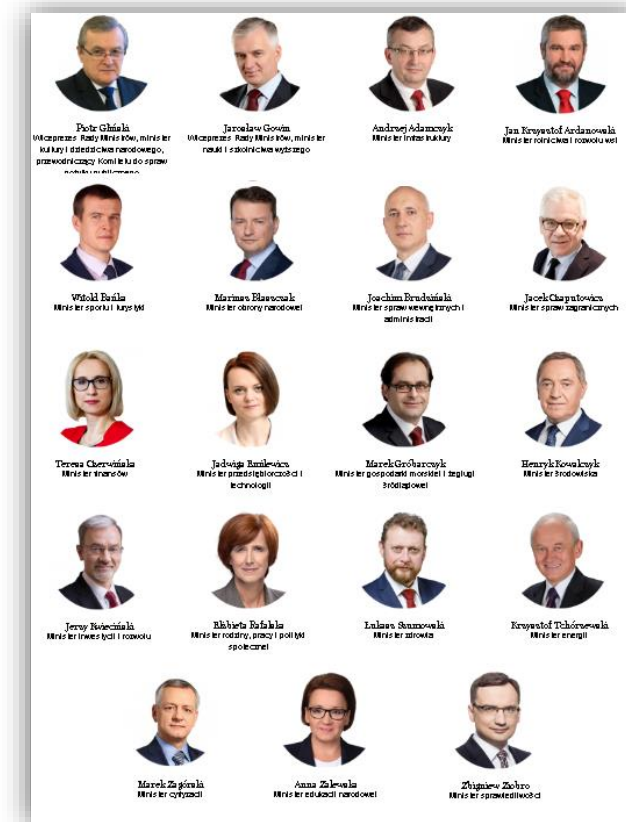 Piotr Gliński
Wiceprezes Rady Ministrów, minister
kultury i dziedzictwa narodowego,
przewodniczący Komitetu do spraw
pożytku publicznego
Jarosław Gowin
Wiceprezes Rady Ministrów, minister
nauki i szkolnictwa wyższego
Andrzej Adamczyk
Minister infrastruktury
Jan Krzysztof Ardanowski
Minister rolnictwa i rozwoju wsi
Witold Bańka
Minister sportu i turystyki
Mariusz Błaszczak
Minister obrony narodowej
Joachim Brudziński
Minister spraw wewnętrznych i
administracji
Jacek Czaputowicz
Minister spraw zagranicznych
Teresa Czerwińska
Minister finansów
Jadwiga Emilewicz
Minister przedsiębiorczości i
technologii
Marek Gróbarczyk
Minister gospodarki morskiej i żeglugi
śródlądowej
Henryk Kowalczyk
Minister środowiska
Jerzy Kwieciński
Minister inwestycji i rozwoju
Elżbieta Rafalska
Minister rodziny, pracy i polityki
społecznej
Łukasz Szumowski
Minister zdrowia
Krzysztof Tchórzewski
Minister energii
Marek Zagórski
Minister cyfryzacji
Anna Zalewska
Minister edukacji narodowej
Zbigniew Ziobro
Minister sprawiedliwości